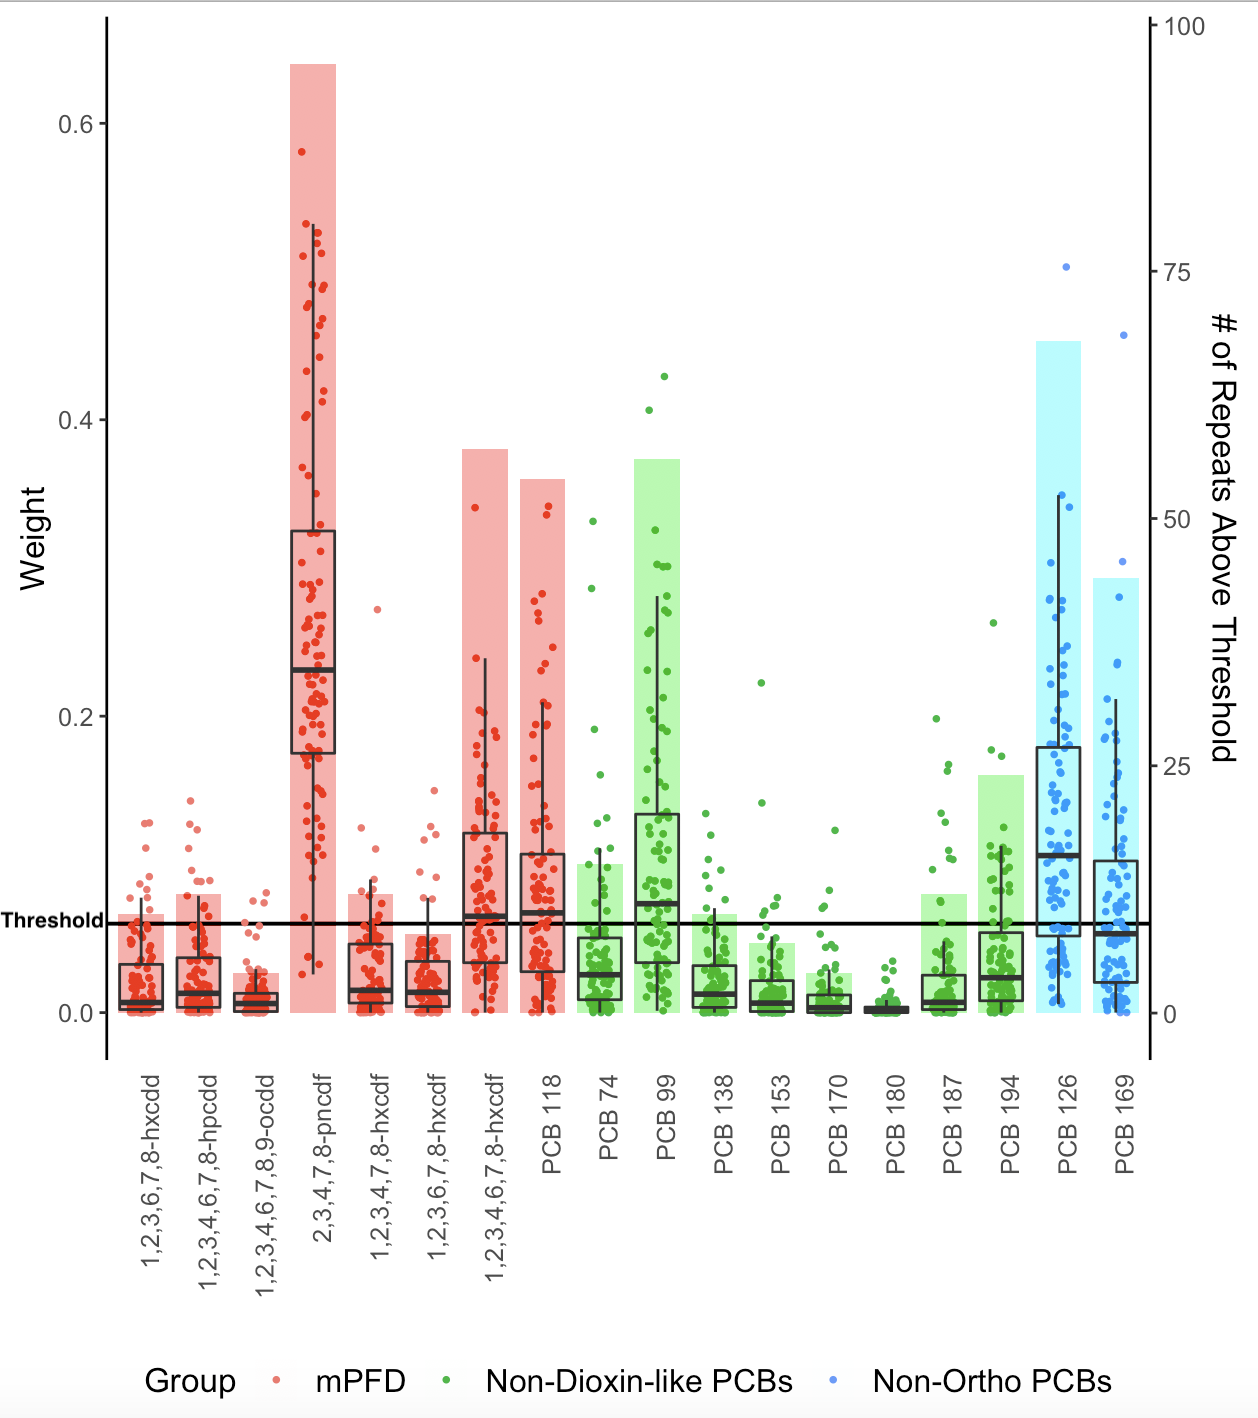 100
0.6
75
0.4
50
Weight
# of Repeats Above Threshold
0.2
25
Threshold
0.0
0
1,2,3,6,7,8-hxcdd
1,2,3,4,6,7,8-hpcdd
1,2,3,4,6,7,8,9-ocdd
2,3,4,7,8-pncdf
1,2,3,4,7,8-hxcdf
1,2,3,6,7,8-hxcdf
1,2,3,4,6,7,8-hxcdf
PCB 118
PCB 74
PCB 99
PCB 138
PCB 153
PCB 170
PCB 180
PCB 187
PCB 194
PCB 126
PCB 169
Group mPFD Non-Dioxin-like PCBs Non-Ortho PCBs